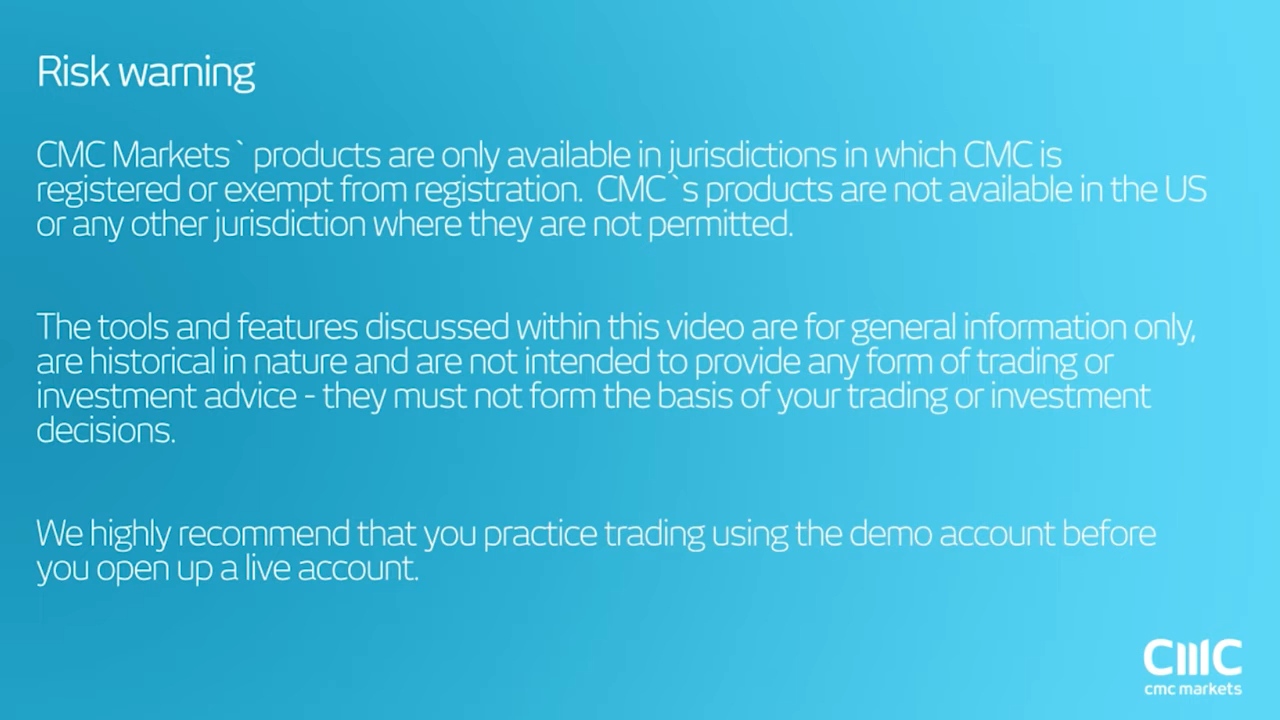 Risk warning
CMC Markets` products are only available in jurisdictions in which CMC is
registered or exempt from registration.  CMC`s products are not available in the US
or any other jurisdiction where they are not permitted.
The tools and features discussed within this video are for general information only,
are historical in nature and are not intended to provide any form of trading or
investment advice - they must not form the basis of your trading or investment
decisions.
We highly recommend that you practice trading using the demo account before
you open up a live account.
CMC
cmc markets